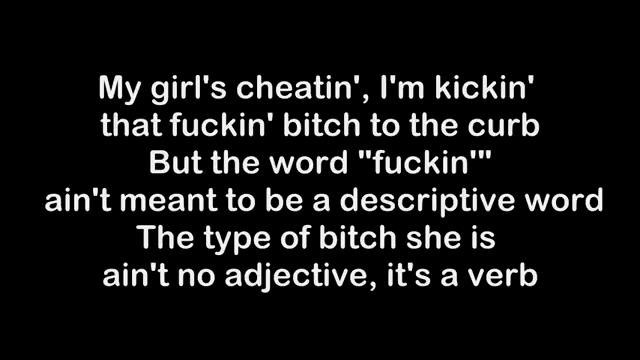 My girl's cheatin', I'm kickin'
that fuckin' bitch to the curb
But the word "fuckin'"
ain't meant to be a descriptive word
The type of bitch she is
ain't no adjective, it's a verb